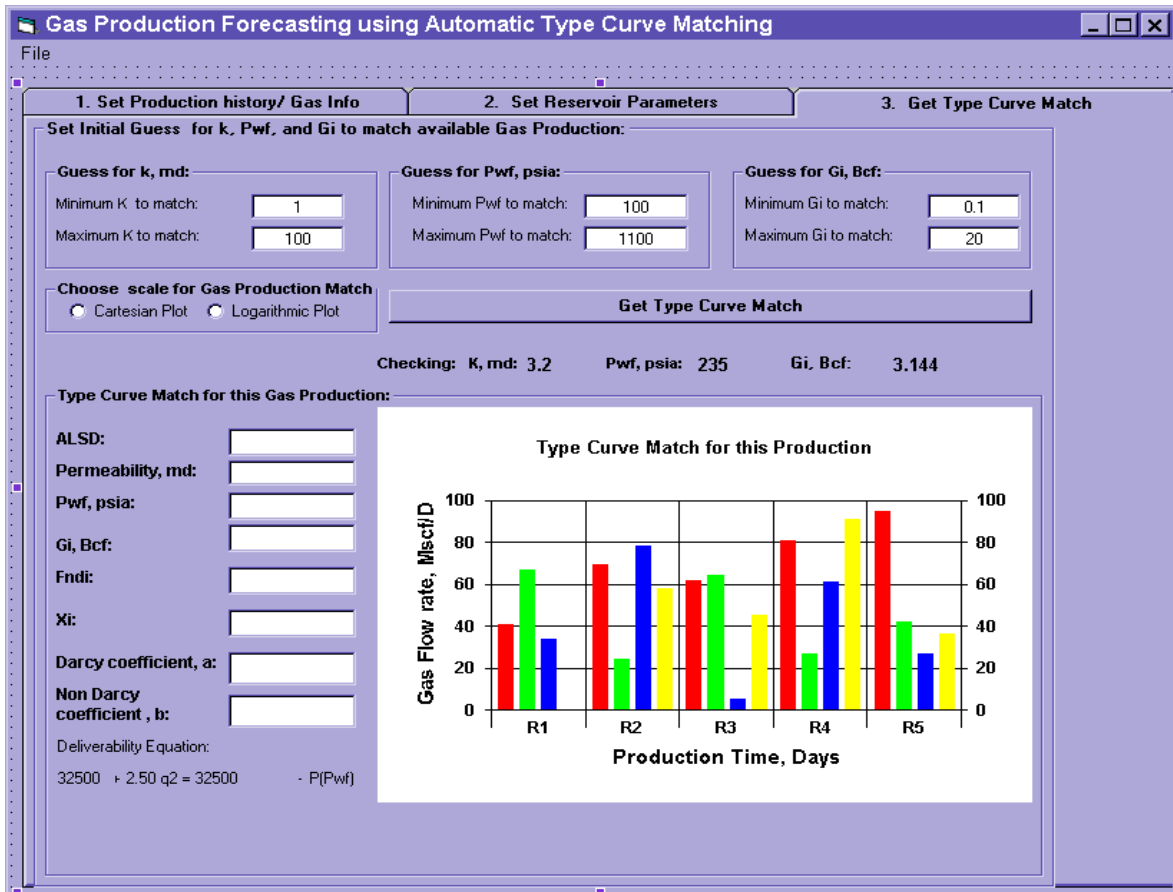 Gas Production Forecasting using Automatic Type Curve Matching
File
1. Set Production history/ Gas Info
2. Set Reservoir Parameters
3. Get Type Curve Match
Set Initial Guess for k, Pwf, and Gi to match available Gas Production:
Guess for k, md:
Minimum K to match: 1
Maximum K to match: 100
Guess for Pwf, psia:
Minimum Pwf to match: 100
Maximum Pwf to match: 1100
Guess for Gi, Bcf:
Minimum Gi to match: 0.1
Maximum Gi to match: 20
Choose scale for Gas Production Match
Cartesian Plot Logarithmic Plot
Get Type Curve Match
Checking: K, md: 3.2 Pwf, psia: 235 Gi, Bcf: 3.144
Type Curve Match for this Gas Production:
ALSD:
Permeability, md:
Pwf, psia:
Gi, Bcf:
Fndi:
Xi:
Darcy coefficient, a:
Non Darcy
coefficient , b:
Deliverability Equation:
32500 + 2.50 q2 = 32500 - P(Pwf)
Type Curve Match for this Production
Gas Flow rate, Mscf/D
100 100
80 80
60 60
40 40
20 20
0 0
R1 R2 R3 R4 R5
Production Time, Days